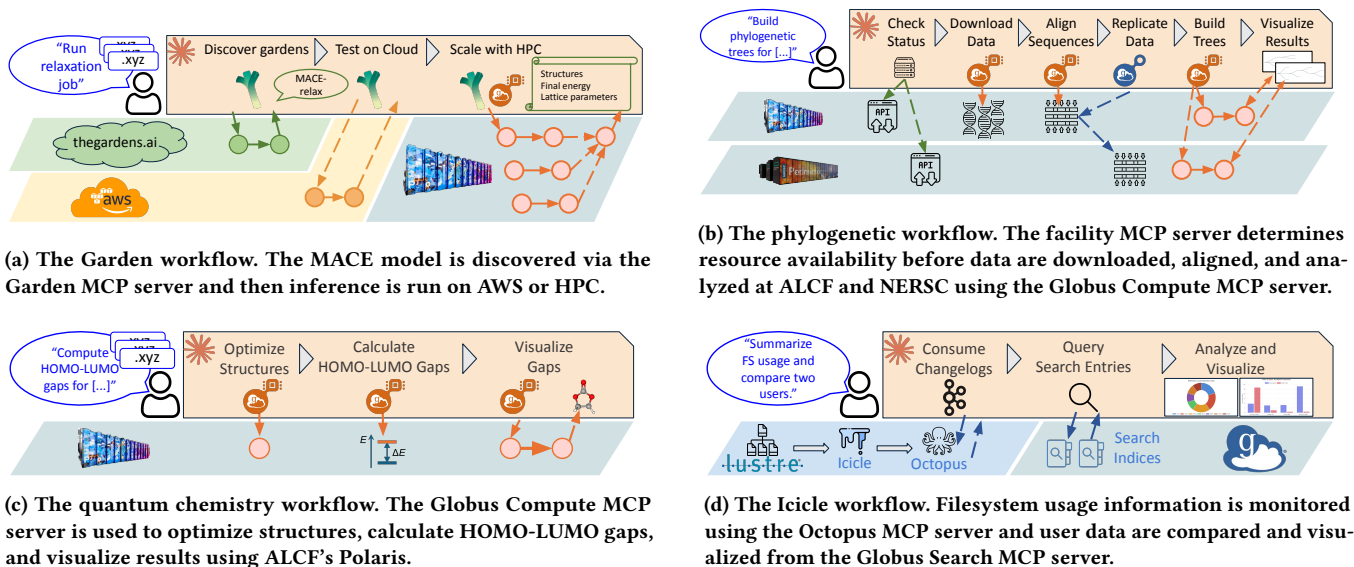 "Run
relaxation
job"
.xyz
.xyz
Discover gardens
Test on Cloud
Scale with HPC
MACE-
relax
Structures
Final energy
Lattice parameters
thegardens.ai
aws
(a) The Garden workflow. The MACE model is discovered via the
Garden MCP server and then inference is run on AWS or HPC.
"Build
phylogenetic
trees for [...]"
Check
Status
Download
Data
Align
Sequences
Replicate
Data
Build
Trees
Visualize
Results
API
API
(b) The phylogenetic workflow. The facility MCP server determines
resource availability before data are downloaded, aligned, and ana-
lyzed at ALCF and NERSC using the Globus Compute MCP server.
"Compute
HOMO-LUMO
gaps for [...]"
.xyz
.xyz
Optimize
Structures
Calculate
HOMO-LUMO Gaps
Visualize
Gaps
E
ΔE
(c) The quantum chemistry workflow. The Globus Compute MCP
server is used to optimize structures, calculate HOMO-LUMO gaps,
and visualize results using ALCF's Polaris.
"Summarize
FS usage and
compare two
users."
Consume
Changelogs
Query
Search Entries
Analyze and
Visualize
lustre
Icicle
Octopus
Search
Indices
g
(d) The Icicle workflow. Filesystem usage information is monitored
using the Octopus MCP server and user data are compared and visu-
alized from the Globus Search MCP server.